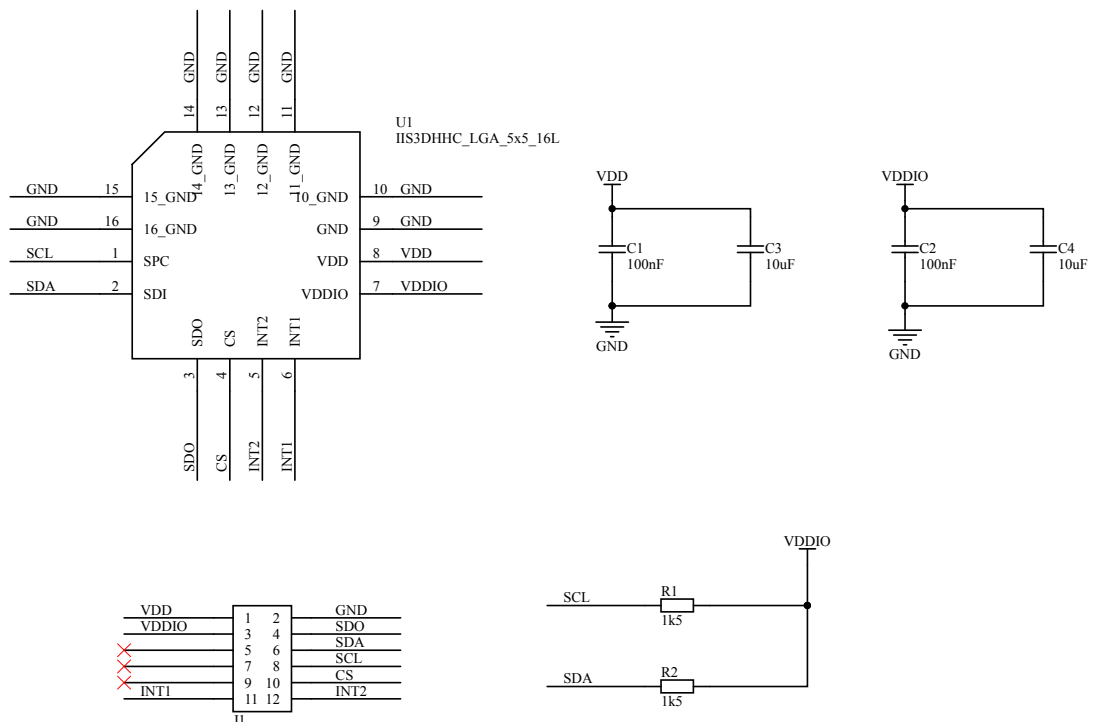 14 GND
13 GND
12 GND
11 GND
U1
IIS3DHHC_LGA_5x5_16L
14_GND
13_GND
12_GND
11_GND
GND 15 15_GND
10_GND 10 GND
GND 16 16_GND
GND 9 GND
SCL 1 SPC
VDD 8 VDD
SDA 2 SDI
VDDIO 7 VDDIO
SDO
CS
INT2
INT1
3 SDO
4 CS
5 INT2
6 INT1
VDD
C1
100nF
C3
10uF
GND
VDDIO
C2
100nF
C4
10uF
GND
VDD 1 2 GND
VDDIO 3 4 SDO
5 6 SDA
7 8 SCL
9 10 CS
INT1 11 12 INT2
J1
VDDIO
SCL R1
1k5
SDA R2
1k5